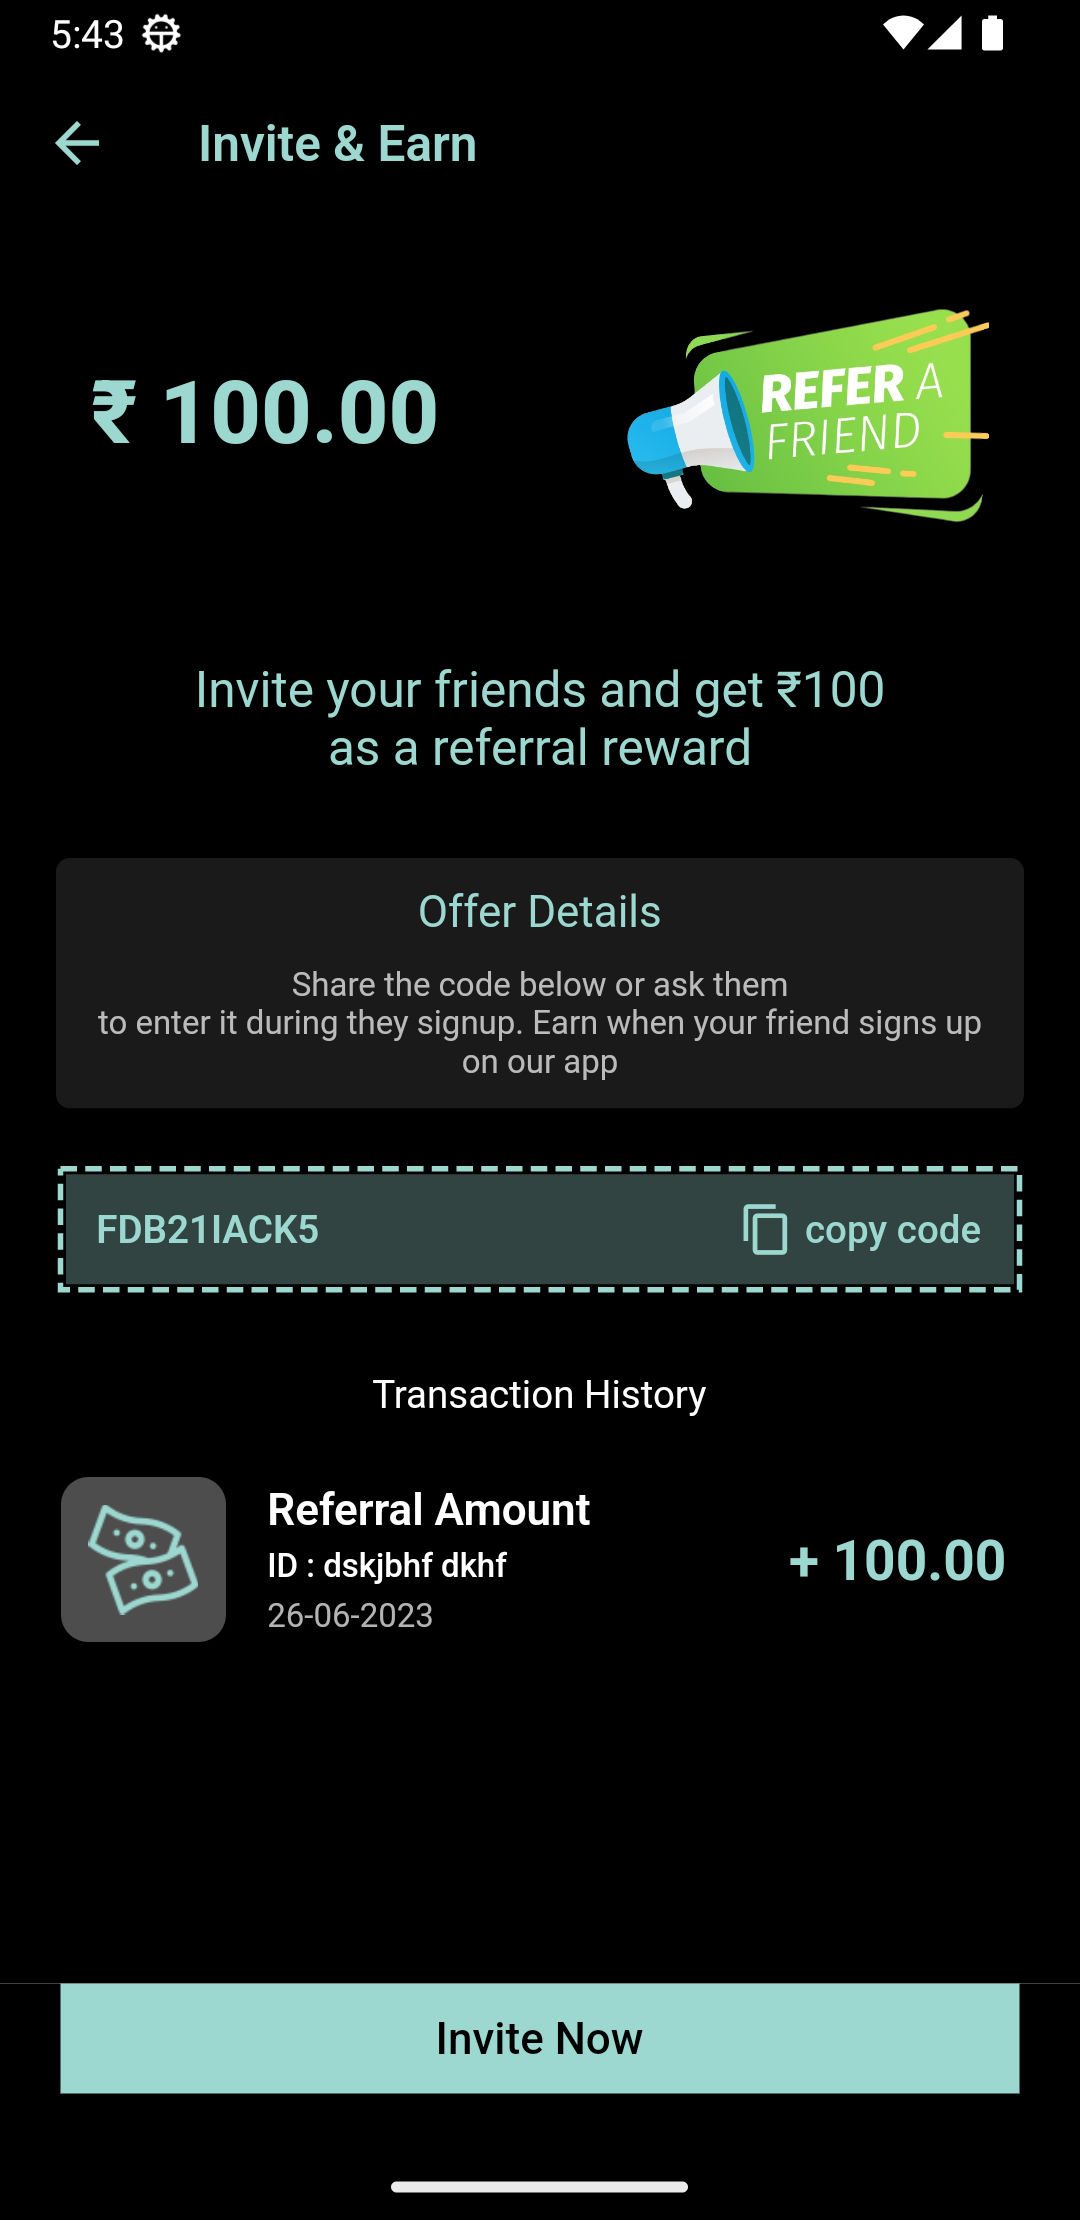 5:43
Invite & Earn
₹ 100.00
REFER A
FRIEND
Invite your friends and get ₹100
as a referral reward
Offer Details
Share the code below or ask them
to enter it during they signup. Earn when your friend signs up
on our app
FDB21IACK5
copy code
Transaction History
Referral Amount
ID : dskjbhf dkhf
26-06-2023
+ 100.00
Invite Now